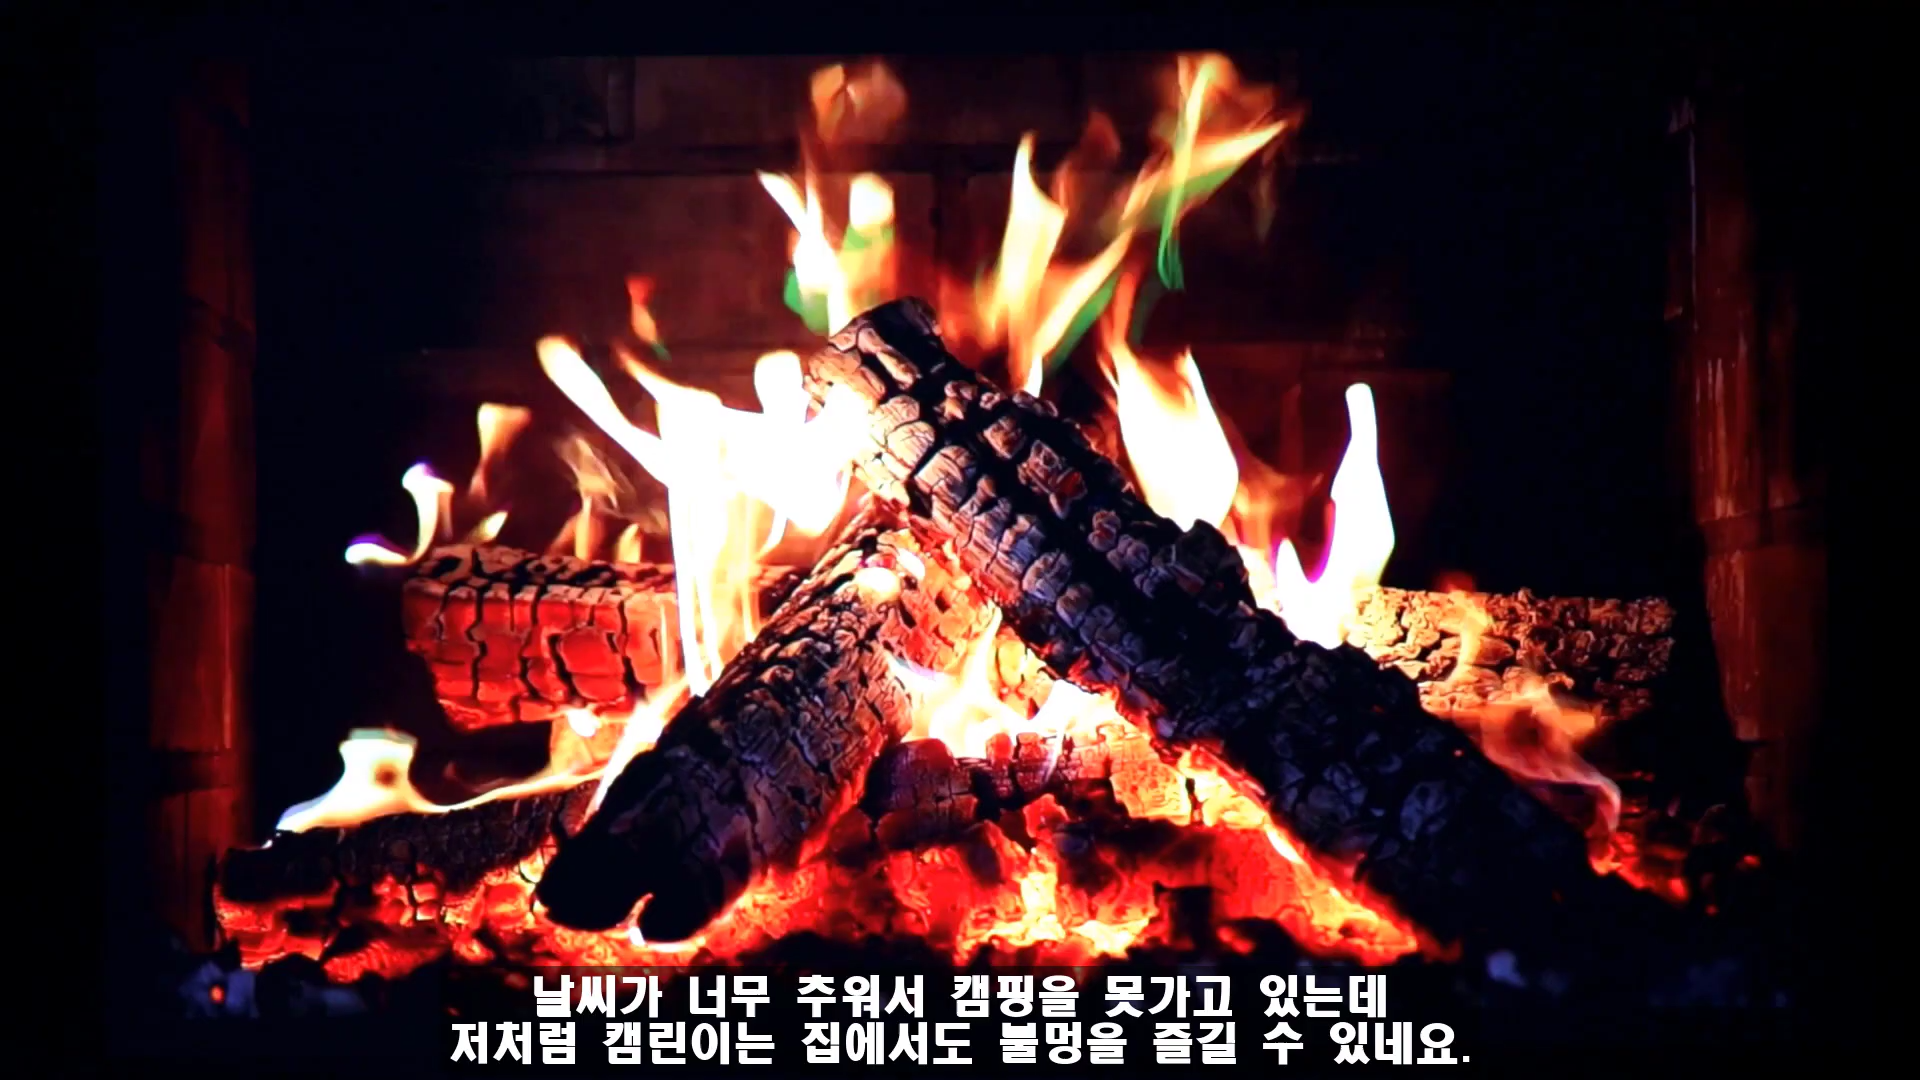 날씨가 너무 추워서 캠핑을 못가고 있는데
저처럼 캠린이는 집에서도 불멍을 즐길 수 있네요.